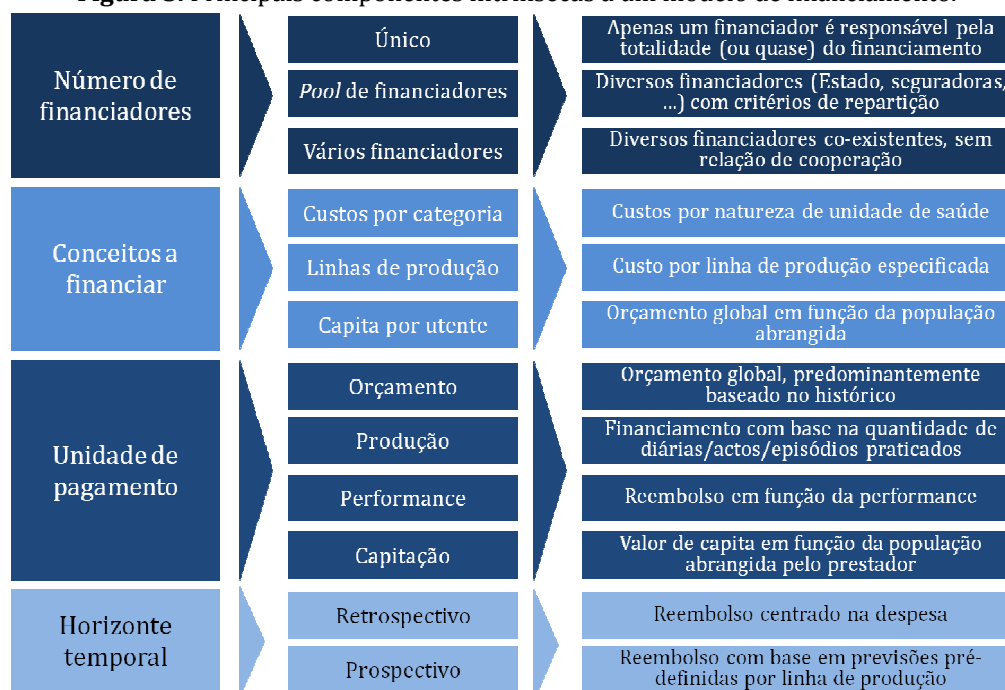 Número de
financiadores
Único
Apenas um financiador é responsável pela
totalidade (ou quase) do financiamento
Pool de financiadores
Diversos financiadores (Estado, seguradoras,
...) com critérios de repartição
Vários financiadores
Diversos financiadores co-existentes, sem
relação de cooperação
Conceitos a
financiar
Custos por categoria
Custos por natureza de unidade de saúde
Linhas de produção
Custo por linha de produção especificada
Capita por utente
Orçamento global em função da população
abrangida
Unidade de
pagamento
Orçamento
Orçamento global, predominantemente
baseado no histórico
Produção
Financiamento com base na quantidade de
diárias/actos/episódios praticados
Performance
Reembolso em função da performance
Capitação
Valor de capita em função da população
abrangida pelo prestador
Horizonte
temporal
Retrospectivo
Reembolso centrado na despesa
Prospectivo
Reembolso com base em previsões pré-
definidas por linha de produção